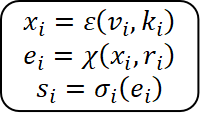 xᵢ = ε(vᵢ, kᵢ)
eᵢ = χ(xᵢ, rᵢ)
sᵢ = σᵢ(eᵢ)